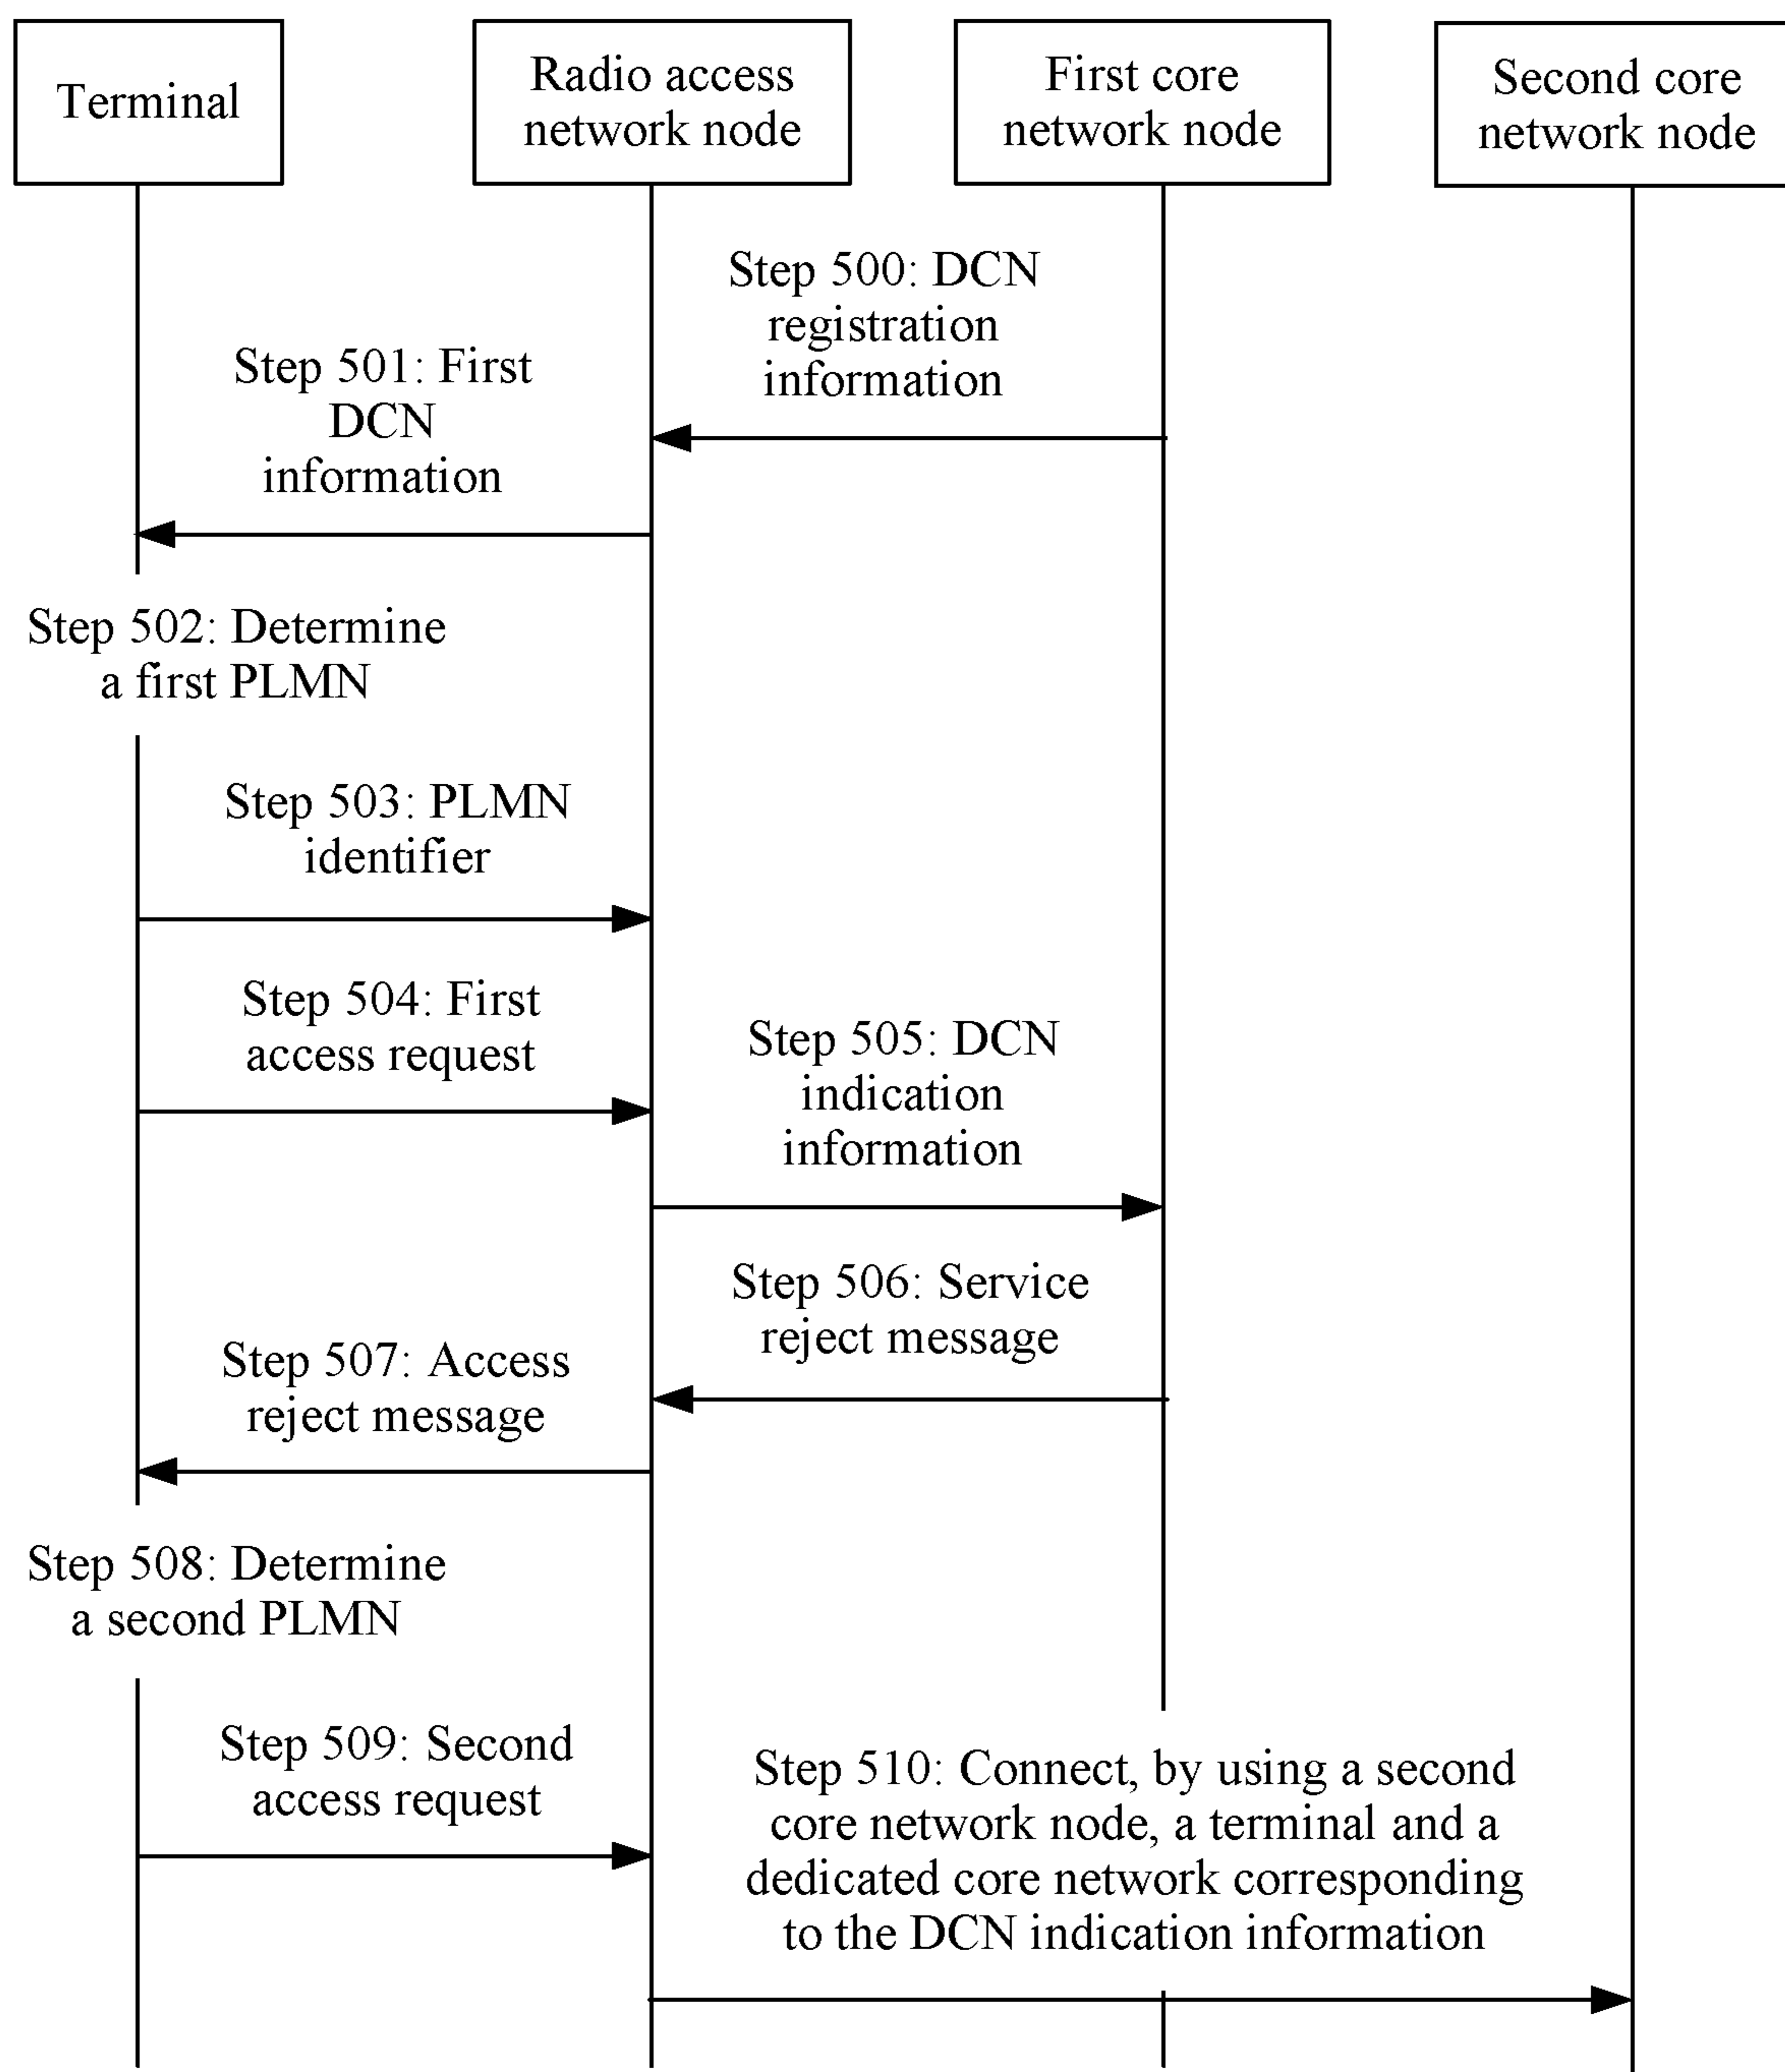 Terminal
Radio access
network node
First core
network node
Second core
network node
Step 500: DCN
registration
information
Step 501: First
DCN
information
Step 502: Determine
a first PLMN
Step 503: PLMN
identifier
Step 504: First
access request
Step 505: DCN
indication
information
Step 506: Service
reject message
Step 507: Access
reject message
Step 508: Determine
a second PLMN
Step 509: Second
access request
Step 510: Connect, by using a second
core network node, a terminal and a
dedicated core network corresponding
to the DCN indication information